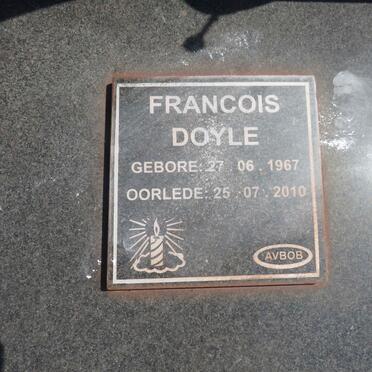 FRANCOIS
DOYLE
GEBORE: 27 . 06 . 1967
OORLEDE: 25 . 07 . 2010
AVBOB